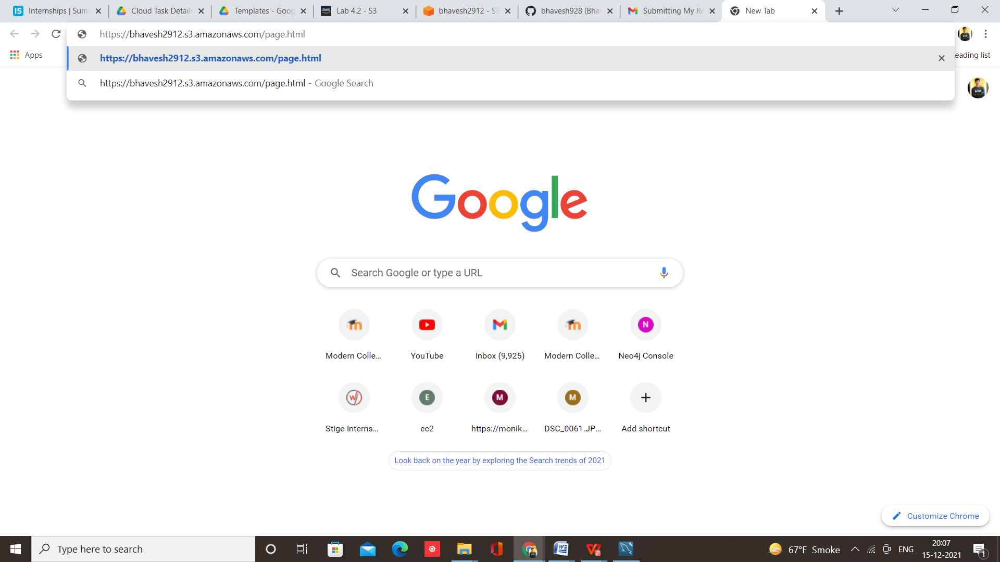 IS Internships | Sum
Cloud Task Details
Templates - Goog
aws Lab 4.2 - S3
bhavesh2912 - S3
bhavesh928 (Bhav
Submitting My Re
New Tab
https://bhavesh2912.s3.amazonaws.com/page.html
Apps
https://bhavesh2912.s3.amazonaws.com/page.html
eading list
https://bhavesh2912.s3.amazonaws.com/page.html - Google Search
Google
Search Google or type a URL
N
Modern Colle...
YouTube
Inbox (9,925)
Modern Colle...
Neo4j Console
E
M
M
Stige Interns...
ec2
https://monik...
DSC_0061.JP...
Add shortcut
Look back on the year by exploring the Search trends of 2021
Customize Chrome
Type here to search
67°F Smoke
ENG
20:07
15-12-2021
1